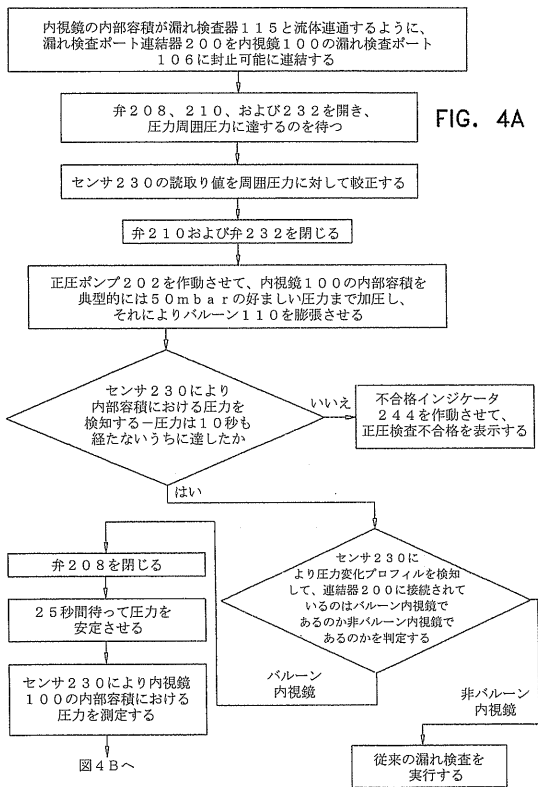 内視鏡の内部容積が漏れ検査器１１５と流体連通するように、
漏れ検査ポート連結器２００を内視鏡１００の漏れ検査ポート
１０６に封止可能に連結する
弁２０８、２１０、および２３２を開き、
圧力周囲圧力に達するのを待つ
FIG. 4A
センサ２３０の読取り値を周囲圧力に対して較正する
弁２１０および弁２３２を閉じる
正圧ポンプ２０２を作動させて、内視鏡１００の内部容積を
典型的には５０ｍｂａｒの好ましい圧力まで加圧し、
それによりバルーン１１０を膨張させる
センサ２３０により
内部容積における圧力を
検知する－圧力は１０秒も
経たないうちに達したか
いいえ
不合格インジケータ
２４４を作動させて、
正圧検査不合格を表示する
はい
センサ２３０に
より圧力変化プロフィルを検知
して、連結器２００に接続されて
いるのはバルーン内視鏡で
あるのか非バルーン内視鏡で
あるのかを判定する
弁２０８を閉じる
２５秒間待って圧力を
安定させる
センサ２３０により内視鏡
１００の内部容積における
圧力を測定する
図４Ｂへ
バルーン
内視鏡
非バルーン
内視鏡
従来の漏れ検査を
実行する